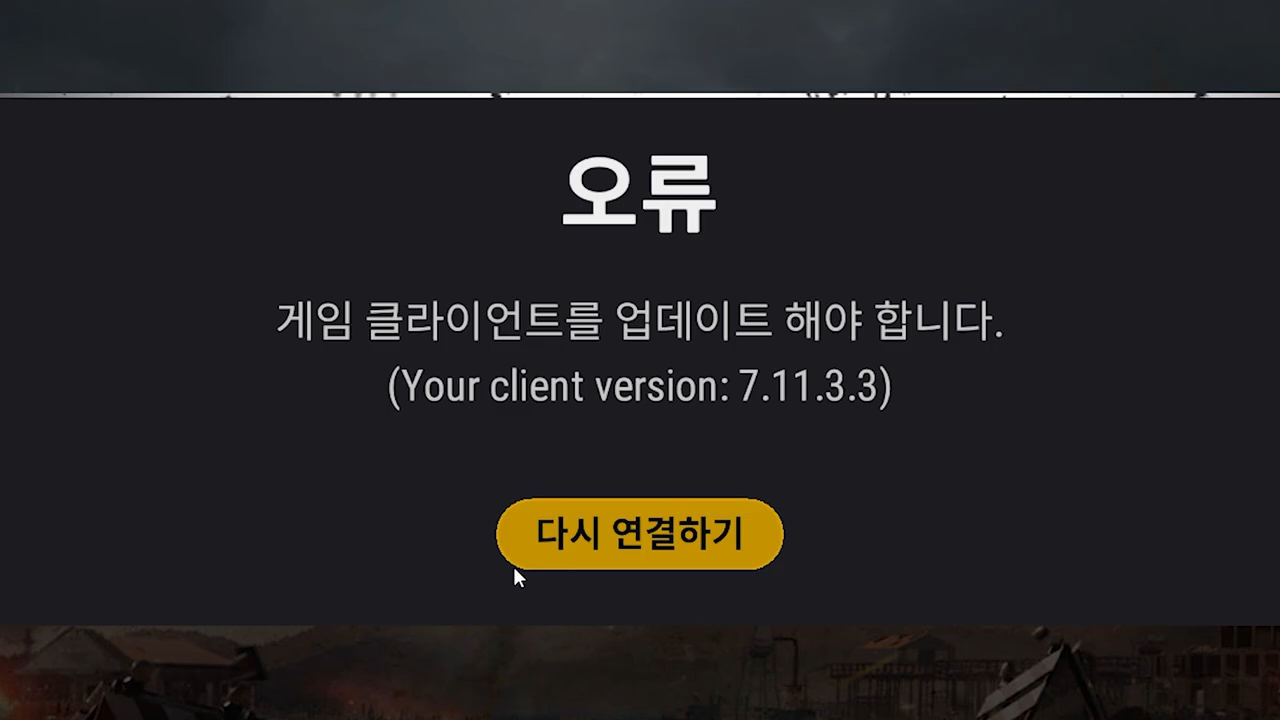 오류
게임 클라이언트를 업데이트 해야 합니다.
(Your client version: 7.11.3.3)
다시 연결하기